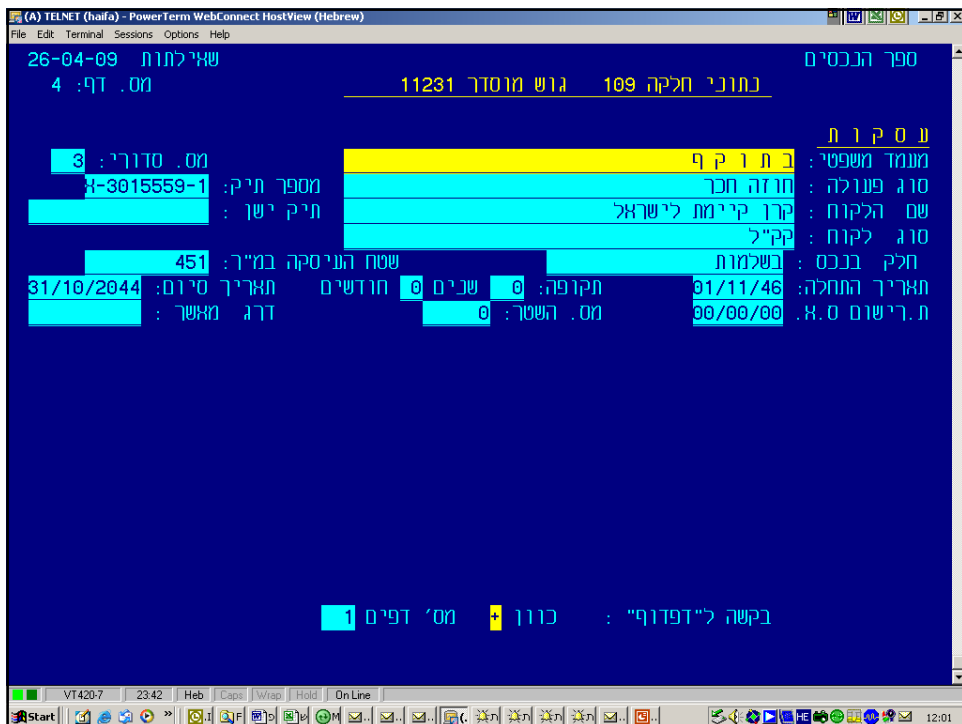 (A) TELNET (haifa) - PowerTerm WebConnect HostView (Hebrew)
File Edit Terminal Sessions Options Help
ספר הנכסים שאילתות 26-04-09
נתוני חלקה 109 גוש מוסדר 11231 מס. דף: 4
עסקות
מעמד משפטי: בתוקף מס. סדורי: 3
סוג פעולה : חוזה חכר מספר תיק: 3015559-1-א
שם הלקוח : קרן קיימת לישראל תיק ישן :
סוג לקוח : קק"ל
חלק בנכס : בשלמות שטח העיסקה במ"ר: 451
תאריך התחלה: 01/11/46 תקופה: 0 שנים 0 חודשים תאריך סיום: 31/10/2044
ת.רישום ס.א. 00/00/00 מס. השטר: 0 דרג מאשר :
בקשה ל"דפדוף" : כוון + מס' דפים 1
VT420-7 23:42 Heb Caps Wrap Hold On Line
Start 12:01